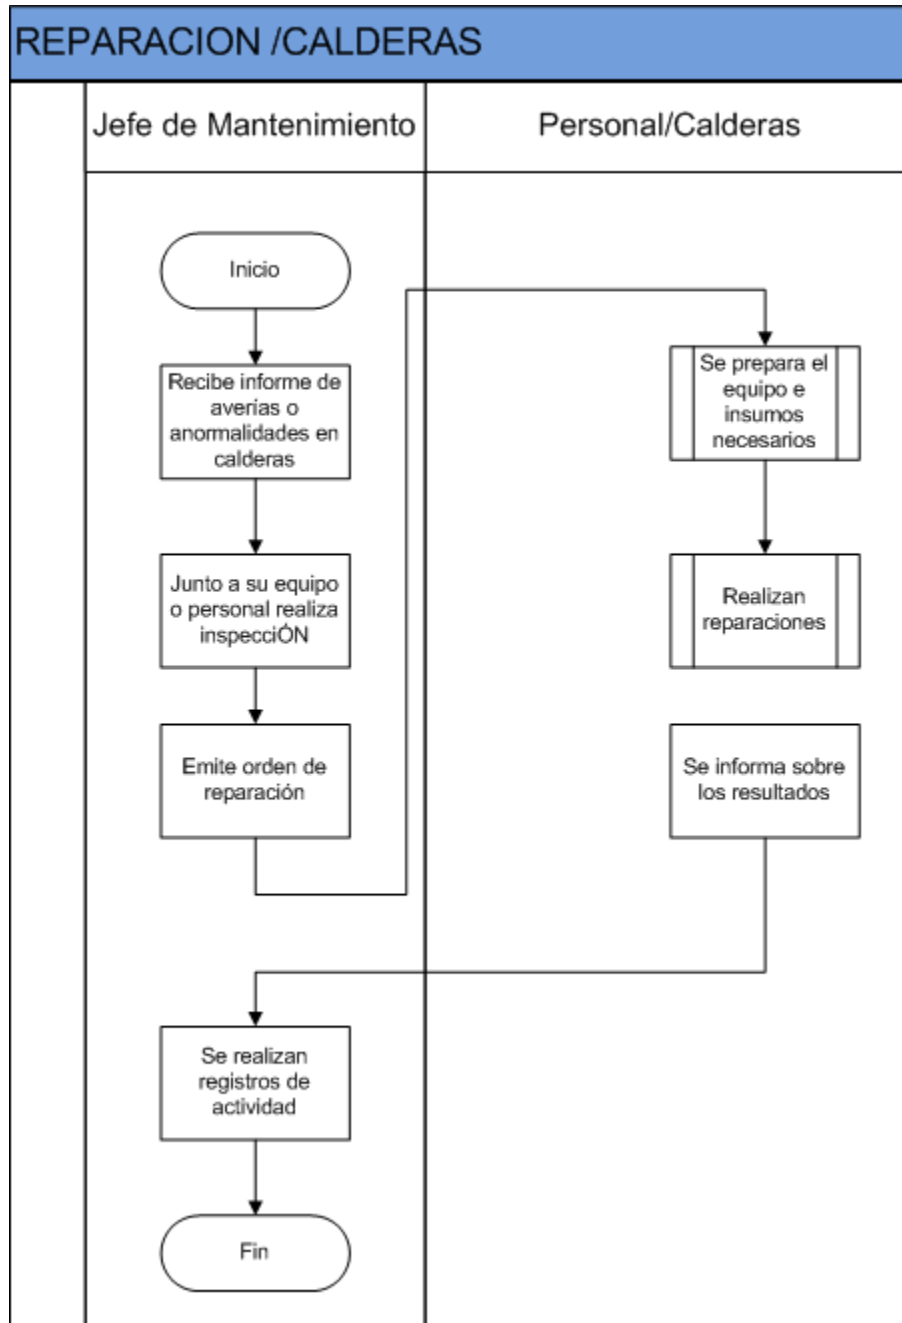 REPARACION /CALDERAS
Jefe de Mantenimiento
Personal/Calderas
Inicio
Recibe informe de
averias o
anormalidades en
calderas
Junto a su equipo
o personal realiza
inspecciÓN
Emite orden de
reparación
Se prepara el
equipo e
insumos
necesarios
Realizan
reparaciones
Se informa sobre
los resultados
Se realizan
registros de
actividad
Fin